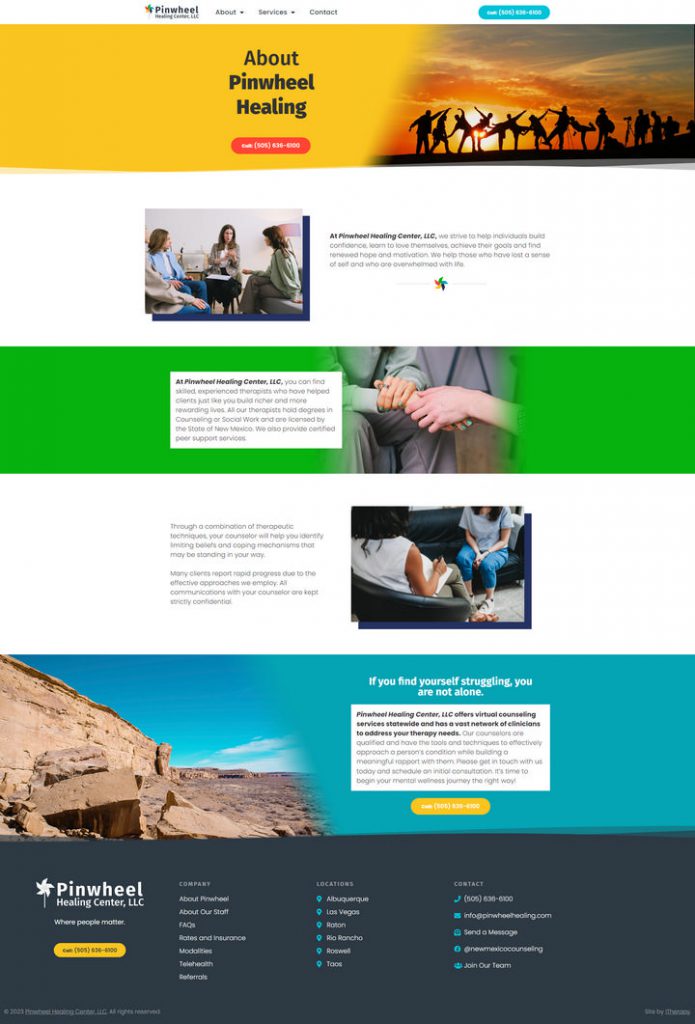 Pinwheel
Healing Center, LLC
About
Services
Contact
Call: (505) 636-6100
About
Pinwheel
Healing
Call: (505) 636-6100
At Pinwheel Healing Center, LLC, we strive to help individuals build
confidence, learn to love themselves, achieve their goals and find
renewed hope and motivation. We help those who have lost a sense
of self and who are overwhelmed with life.
At Pinwheel Healing Center, LLC, you can find
skilled, experienced therapists who have helped
clients just like you build richer and more
rewarding lives. All our therapists hold degrees in
Counseling or Social Work and are licensed by
the State of New Mexico. We also provide certified
peer support services.
Through a combination of therapeutic
techniques, your counselor will help you identify
limiting beliefs and coping mechanisms that
may be standing in your way.
Many clients report rapid progress due to the
effective approaches we employ. All
communications with your counselor are kept
strictly confidential.
If you find yourself struggling, you
are not alone.
Pinwheel Healing Center, LLC offers virtual counseling
services statewide and has a vast network of clinicians
to address your therapy needs. Our counselors are
qualified and have the tools and techniques to effectively
approach a person's condition while building a
meaningful rapport with them. Please get in touch with us
today and schedule an initial consultation. It's time to
begin your mental wellness journey the right way!
Call: (505) 636-6100
Pinwheel
Healing Center, LLC
Where people matter.
Call: (505) 636-6100
COMPANY
About Pinwheel
About Our Staff
FAQs
Rates and Insurance
Modalities
Telehealth
Referrals
LOCATIONS
Albuquerque
Las Vegas
Raton
Rio Rancho
Roswell
Taos
CONTACT
(505) 636-6100
info@pinwheelhealing.com
Send a Message
@newmexicocounseling
Join Our Team
© 2023 Pinwheel Healing Center, LLC. All rights reserved.
Site by iTherapy.